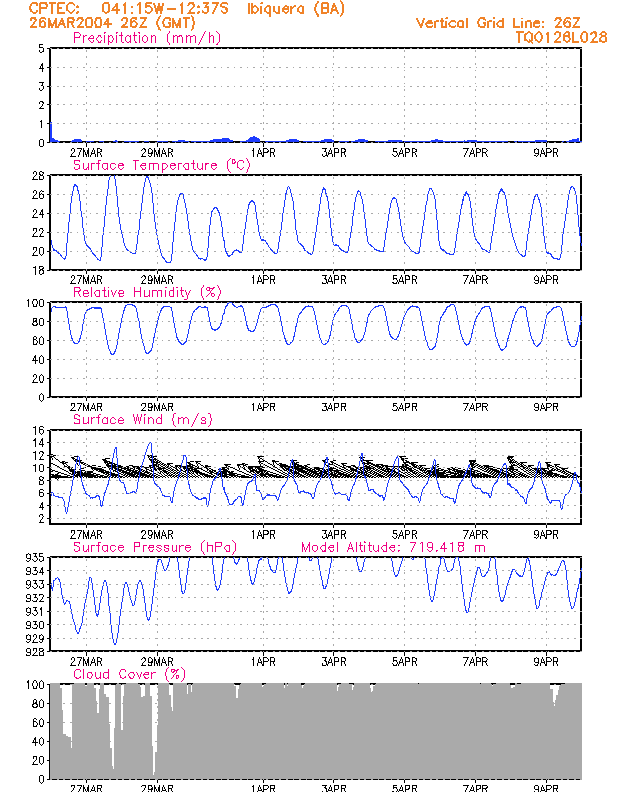 CPTEC: 041:15W-12:37S Ibiquera (BA)
26MAR2004 26Z (GMT) Vertical Grid Line: 26Z
Precipitation (mm/h) TQ0126L028
5
4
3
2
1
0
27MAR 29MAR 1APR 3APR 5APR 7APR 9APR
Surface Temperature (ºC)
28
26
24
22
20
18
27MAR 29MAR 1APR 3APR 5APR 7APR 9APR
Relative Humidity (%)
100
80
60
40
20
0
27MAR 29MAR 1APR 3APR 5APR 7APR 9APR
Surface Wind (m/s)
16
14
12
10
8
6
4
2
27MAR 29MAR 1APR 3APR 5APR 7APR 9APR
Surface Pressure (hPa) Model Altitude: 719.418 m
935
934
933
932
931
930
929
928
27MAR 29MAR 1APR 3APR 5APR 7APR 9APR
Cloud Cover (%)
100
80
60
40
20
0
27MAR 29MAR 1APR 3APR 5APR 7APR 9APR